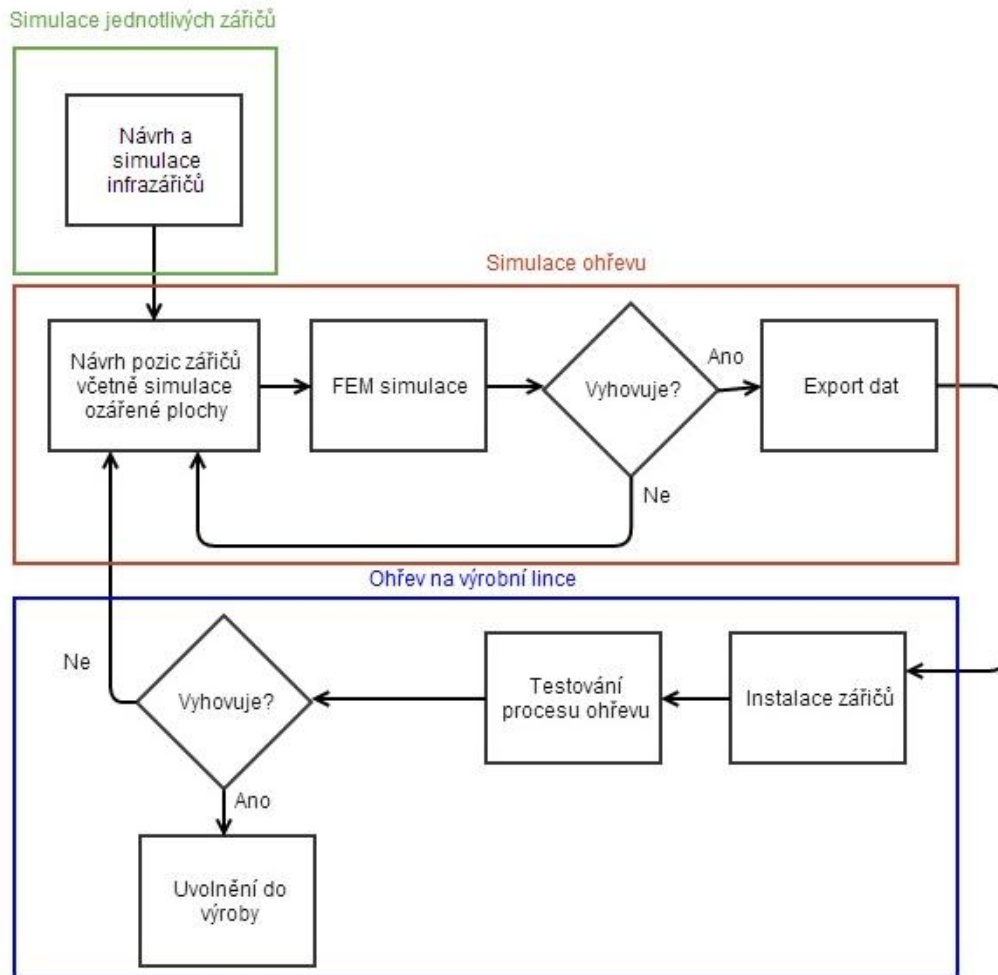 Simulace jednotlivých zářičů
Návrh a
simulace
infrazářičů
Simulace ohřevu
Návrh pozic zářičů
včetně simulace
ozářené plochy
FEM simulace
Vyhovuje?
Ano
Export dat
Ne
Ohřev na výrobní lince
Instalace zářičů
Testování
procesu ohřevu
Vyhovuje?
Ne
Ano
Uvolnění do
výroby